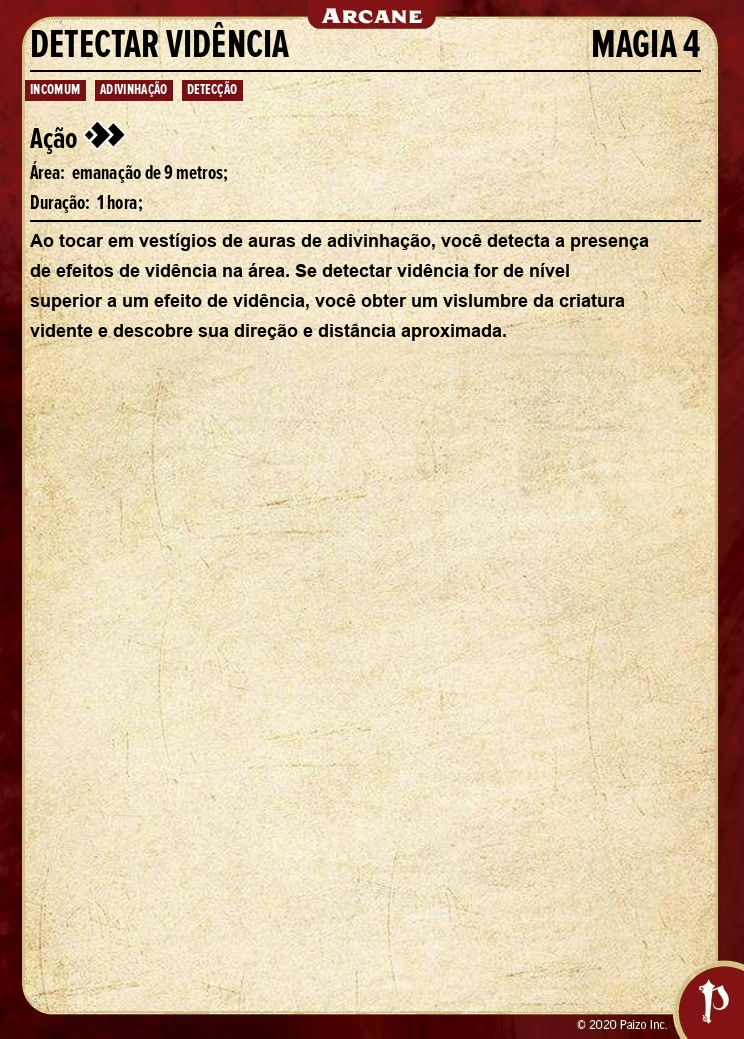 ARCANE
DETECTAR VIDÊNCIA MAGIA 4
INCOMUM ADIVINHAÇÃO DETECÇÃO
Ação
Área: emanação de 9 metros;
Duração: 1 hora;
Ao tocar em vestígios de auras de adivinhação, você detecta a presença
de efeitos de vidência na área. Se detectar vidência for de nível
superior a um efeito de vidência, você obter um vislumbre da criatura
vidente e descobre sua direção e distância aproximada.
© 2020 Paizo Inc.
P